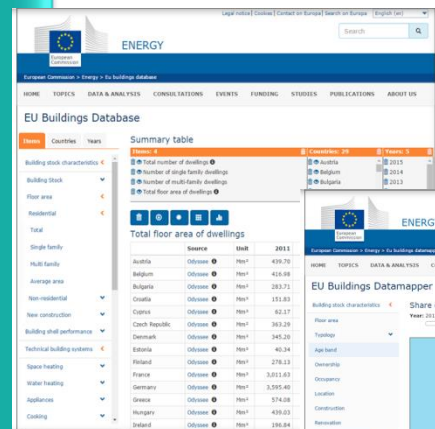 Legal notice | Cookies | Contact on Europa | Search on Europa English (en)
Search
European
Commission
ENERGY
European Commission > Energy > Eu buildings database
HOME TOPICS DATA & ANALYSIS CONSULTATIONS EVENTS FUNDING STUDIES PUBLICATIONS ABOUT US
EU Buildings Database
Items Countries Years
Building stock characteristics
Building Stock
Floor area
Residential
Total
Single family
Multi family
Average area
Non-residential
New construction
Building shell performance
Technical building systems
Space heating
Water heating
Appliances
Cooking
Summary table
Items: 4 Countries: 29 Years: 5
Total number of dwellings Austria 2015
Number of single family dwellings Belgium 2014
Number of multi-family dwellings Bulgaria 2013
Total floor area of dwellings
Total floor area of dwellings
Source Unit 2011
Austria Odyssee Mm² 439.70
Belgium Odyssee Mm² 416.98
Bulgaria Odyssee Mm² 283.71
Croatia Odyssee Mm² 151.83
Cyprus Odyssee Mm² 62.17
Czech Republic Odyssee Mm² 363.29
Denmark Odyssee Mm² 345.20
Estonia Odyssee Mm² 40.34
Finland Odyssee Mm² 278.13
France Odyssee Mm² 3,011.63
Germany Odyssee Mm² 3,595.40
Greece Odyssee Mm² 574.08
Hungary Odyssee Mm² 439.03
Ireland Odyssee Mm² 196.84
European
Commission
ENERG
European Commission > Energy > Eu buildings datamapp
HOME TOPICS DATA & ANALYSIS C
EU Buildings Datamapper
Building stock characteristics
Floor area
Typology
Age band
Ownership
Occupancy
Location
Construction
Renovation
Share
Year: 201